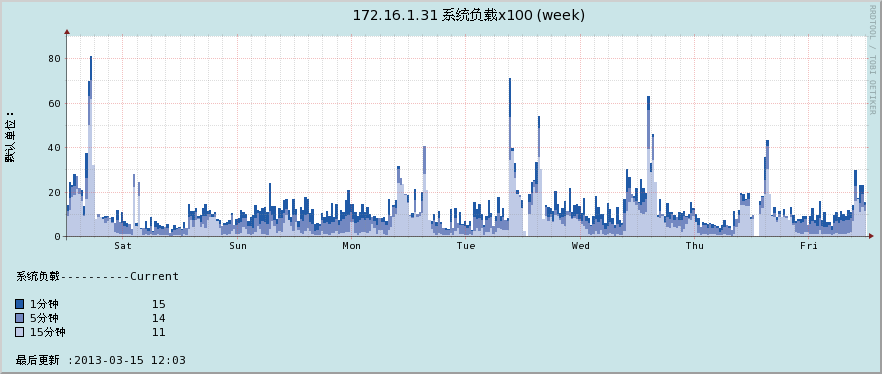 172.16.1.31 系统负载x100 (week)
RRDTOOL / TOBI OETIKER
默认单位：
80
60
40
20
0
Sat Sun Mon Tue Wed Thu Fri
系统负载----------Current
1分钟 15
5分钟 14
15分钟 11
最后更新 :2013-03-15 12:03